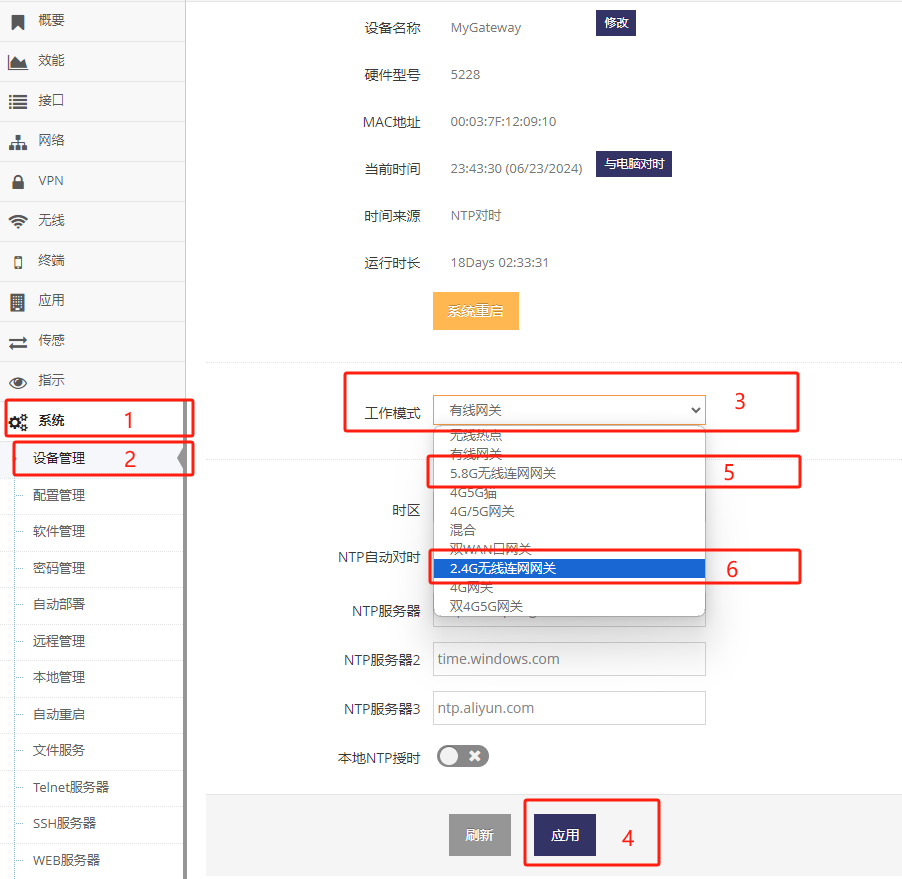 概要
效能
接口
网络
VPN
无线
终端
应用
传感
指示
系统 1
设备管理 2
配置管理
软件管理
密码管理
自动部署
远程管理
本地管理
自动重启
文件服务
Telnet服务器
SSH服务器
WEB服务器
设备名称 MyGateway 修改
硬件型号 5228
MAC地址 00:03:7F:12:09:10
当前时间 23:43:30 (06/23/2024) 与电脑对时
时间来源 NTP对时
运行时长 18Days 02:33:31
系统重启
工作模式 有线网关 3
无线热点
有线网关
5.8G无线连网网关 5
4G5G猫
时区 4G/5G网关
混合
双WAN口网关
NTP自动对时
2.4G无线连网网关 6
4G网关
双4G5G网关
NTP服务器
NTP服务器2 time.windows.com
NTP服务器3 ntp.aliyun.com
本地NTP授时
刷新 应用 4